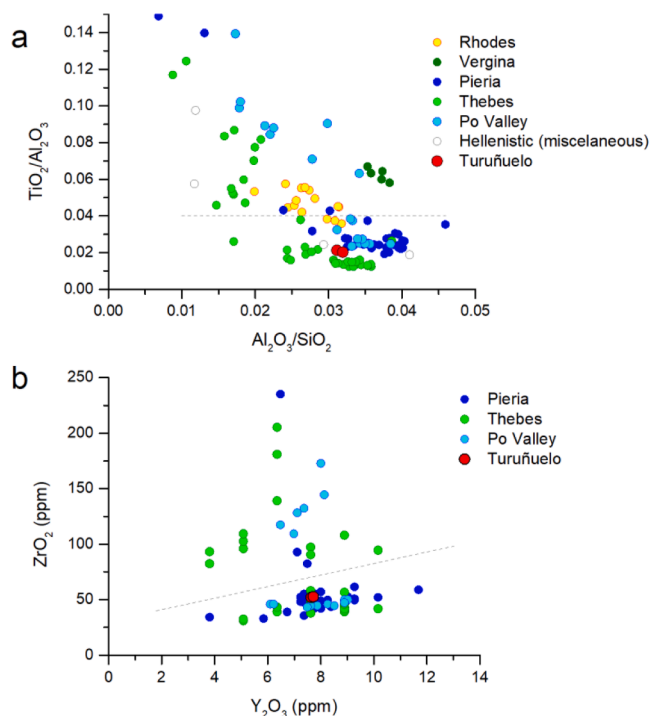 a
0.14
0.12
0.10
0.08
0.06
0.04
0.02
0.00
TiO₂/Al₂O₃
0.00
0.01
0.02
0.03
0.04
0.05
Al₂O₃/SiO₂
Rhodes
Vergina
Pieria
Thebes
Po Valley
Hellenistic (miscelaneous)
Turuñuelo
b
250
200
150
100
50
0
ZrO₂ (ppm)
0
2
4
6
8
10
12
14
Y₂O₃ (ppm)
Pieria
Thebes
Po Valley
Turuñuelo